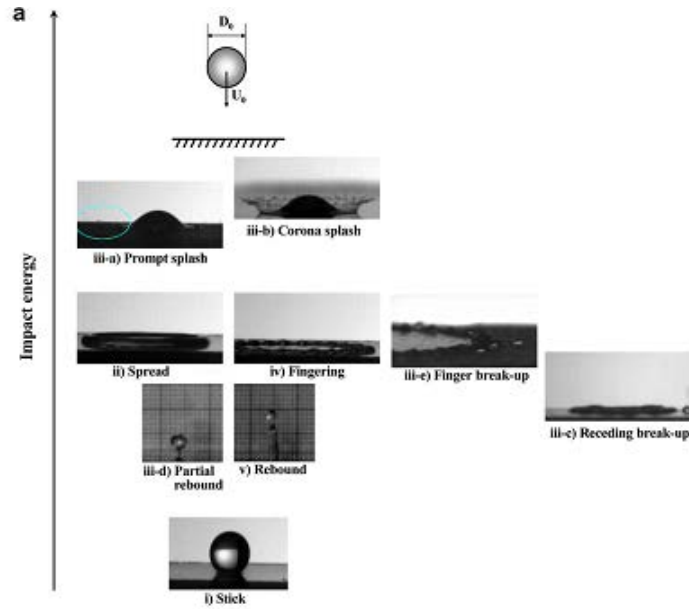 a
D₀
U₀
Impact energy
iii-a) Prompt splash
iii-b) Corona splash
ii) Spread
iv) Fingering
iii-e) Finger break-up
iii-c) Receding break-up
iii-d) Partial
rebound
v) Rebound
i) Stick